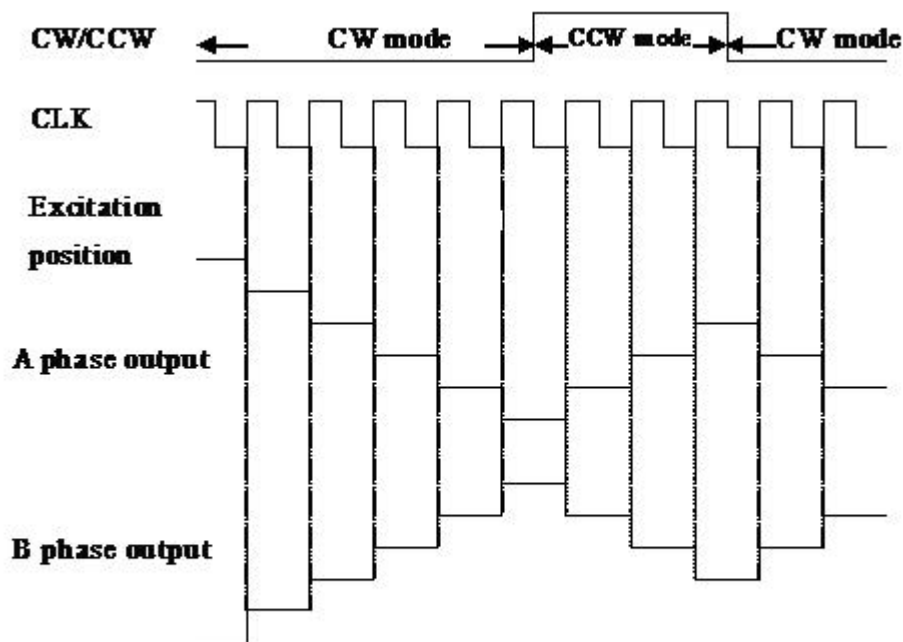 CW/CCW CW mode CCW mode CW mode
CLK
Excitation
position
A phase output
B phase output